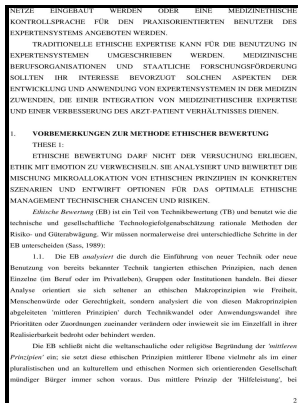 NETZE EINGEBAUT WERDEN ODER EINE MEDIZINETHISCHE
KONTROLLSPRACHE FÜR DEN PRAXISORIENTIERTEN BENUTZER DES
EXPERTENSYSTEMS ANGEBOTEN WERDEN.
TRADITIONELLE ETHISCHE EXPERTISE KANN FÜR DIE BENUTZUNG IN
EXPERTENSYSTEMEN UMGESCHRIEBEN WERDEN. MEDIZINISCHE
BERUFSORGANISATIONEN UND STAATLICHE FORSCHUNGSFÖRDERUNG
SOLLTEN IHR INTERESSE BEVORZUGT SOLCHEN ASPEKTEN DER
ENTWICKLUNG UND ANWENDUNG VON EXPERTENSYSTEMEN IN DER MEDIZIN
ZUWENDEN, DIE EINER INTEGRATION VON MEDIZINETHISCHER EXPERTISE
UND EINER VERBESSERUNG DES ARZT-PATIENT VERHÄLTNISSES DIENEN.
1. VORBEMERKUNGEN ZUR METHODE ETHISCHER BEWERTUNG
THESE 1:
ETHISCHE BEWERTUNG DARF NICHT DER VERSUCHUNG ERLIEGEN,
ETHIK MIT EMOTION ZU VERWECHSELN. SIE ANALYSIERT UND BEWERTET DIE
MISCHUNG MIKROALLOKATION VON ETHISCHEN PRINZIPIEN IN KONKRETEN
SZENARIEN UND ENTWIRFT OPTIONEN FÜR DAS OPTIMALE ETHISCHE
MANAGEMENT TECHNISCHER CHANCEN UND RISIKEN.
Ethische Bewertung (EB) ist ein Teil von Technikbewertung (TB) und benutzt wie die
technische und gesellschaftliche Technologiefolgenabschätzung rationale Methoden der
Risiko- und Güterabwägung. Wir müssen normalerweise drei unterschiedliche Schritte in der
EB unterscheiden (Sass, 1989):
1.1. Die EB analysiert die durch die Einführung von neuer Technik oder neue
Benutzung von bereits bekannter Technik tangierten ethischen Prinzipien, nach denen
Einzelne (im Beruf oder im Privatleben), Gruppen oder Institutionen handeln. Bei dieser
Analyse orientiert sie sich seltener an ethischen Makroprinzipien wie Freiheit,
Menschenwürde oder Gerechtigkeit, sondern analysiert die von diesen Makroprinzipien
abgeleiteten 'mittleren Prinzipien' durch Technikwandel oder Anwendungswandel ihre
Prioritäten oder Zuordnungen zueinander verändern oder inwieweit sie im Einzelfall in ihrer
Realisierbarkeit bedroht oder behindert werden.
Die EB schließt nicht die weltanschauliche oder religiöse Begründung der 'mittleren
Prinzipien' ein; sie setzt diese ethischen Prinzipien mittlerer Ebene vielmehr als in einer
pluralistischen und an kulturellem und ethischen Normen sich orientierenden Gesellschaft
mündiger Bürger immer schon voraus. Das mittlere Prinzip der 'Hilfeleistung', bei
2